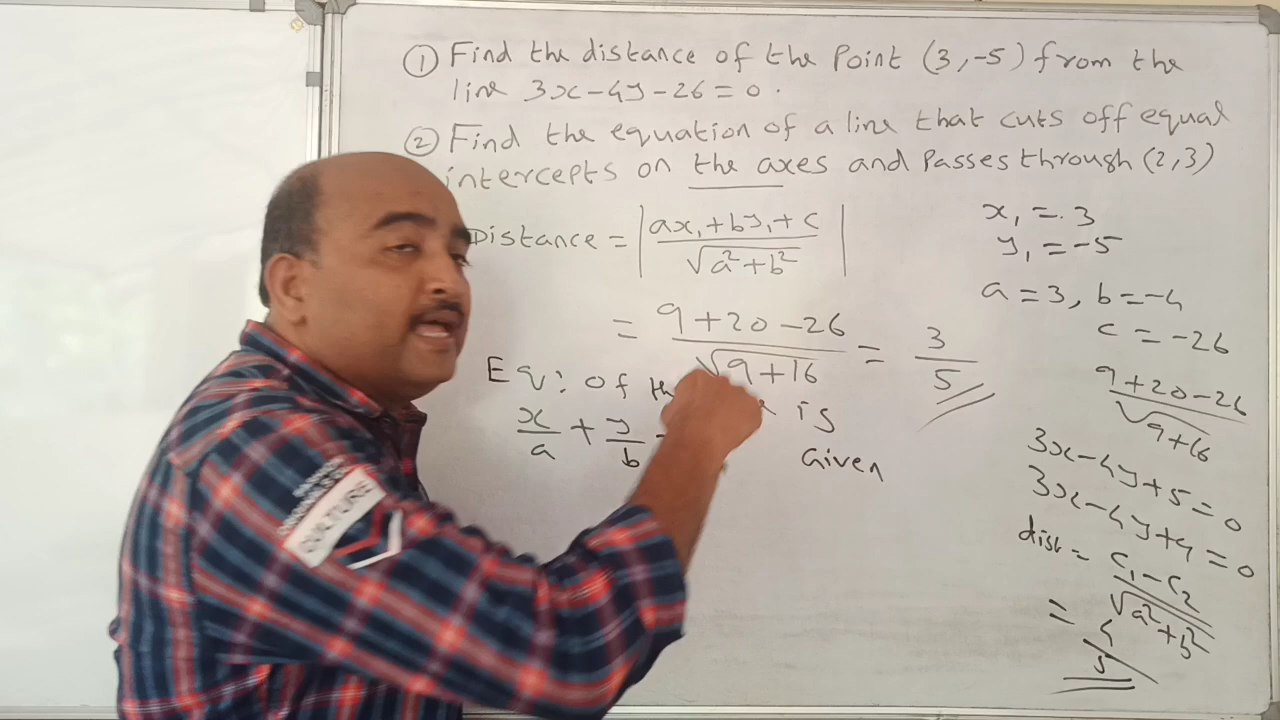 ① Find the distance of the Point (3,-5) from the
line 3x-4y-26=0.
② Find the equation of a line that cuts off equal
intercepts on the axes and Passes through (2,3)
Distance = |ax₁+by₁+c / √a²+b²|
= 9+20-26 / √9+16 = 3/5
Eq: of the is
x/a + y/b
Given
x₁ = 3
y₁ = -5
a = 3, b = -4
c = -26
9+20-26 / √9+16
3x-4y+5=0
3x-4y+9=0
dist = c₁-c₂ / √a²+b²
= 4/5
CULTURE